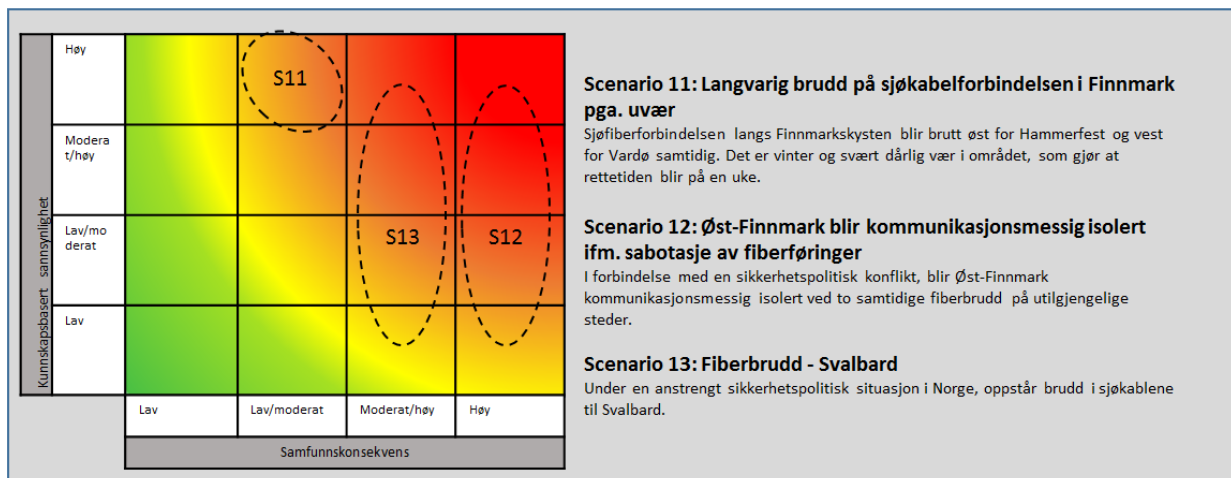 Kunnskapsbasert sannsynlighet
Høy
Modera
t/høy
Lav/mo
derat
Lav
S11
S13
S12
Lav
Lav/moderat
Moderat/høy
Høy
Samfunnskonsekvens
Scenario 11: Langvarig brudd på sjøkabelforbindelsen i Finnmark
pga. uvær
Sjøfiberforbindelsen langs Finnmarkskysten blir brutt øst for Hammerfest og vest
for Vardø samtidig. Det er vinter og svært dårlig vær i området, som gjør at
rettetiden blir på en uke.
Scenario 12: Øst-Finnmark blir kommunikasjonsmessig isolert
ifm. sabotasje av fiberføringer
I forbindelse med en sikkerhetspolitisk konflikt, blir Øst-Finnmark
kommunikasjonsmessig isolert ved to samtidige fiberbrudd på utilgjengelige
steder.
Scenario 13: Fiberbrudd - Svalbard
Under en anstrengt sikkerhetspolitisk situasjon i Norge, oppstår brudd i sjøkablene
til Svalbard.